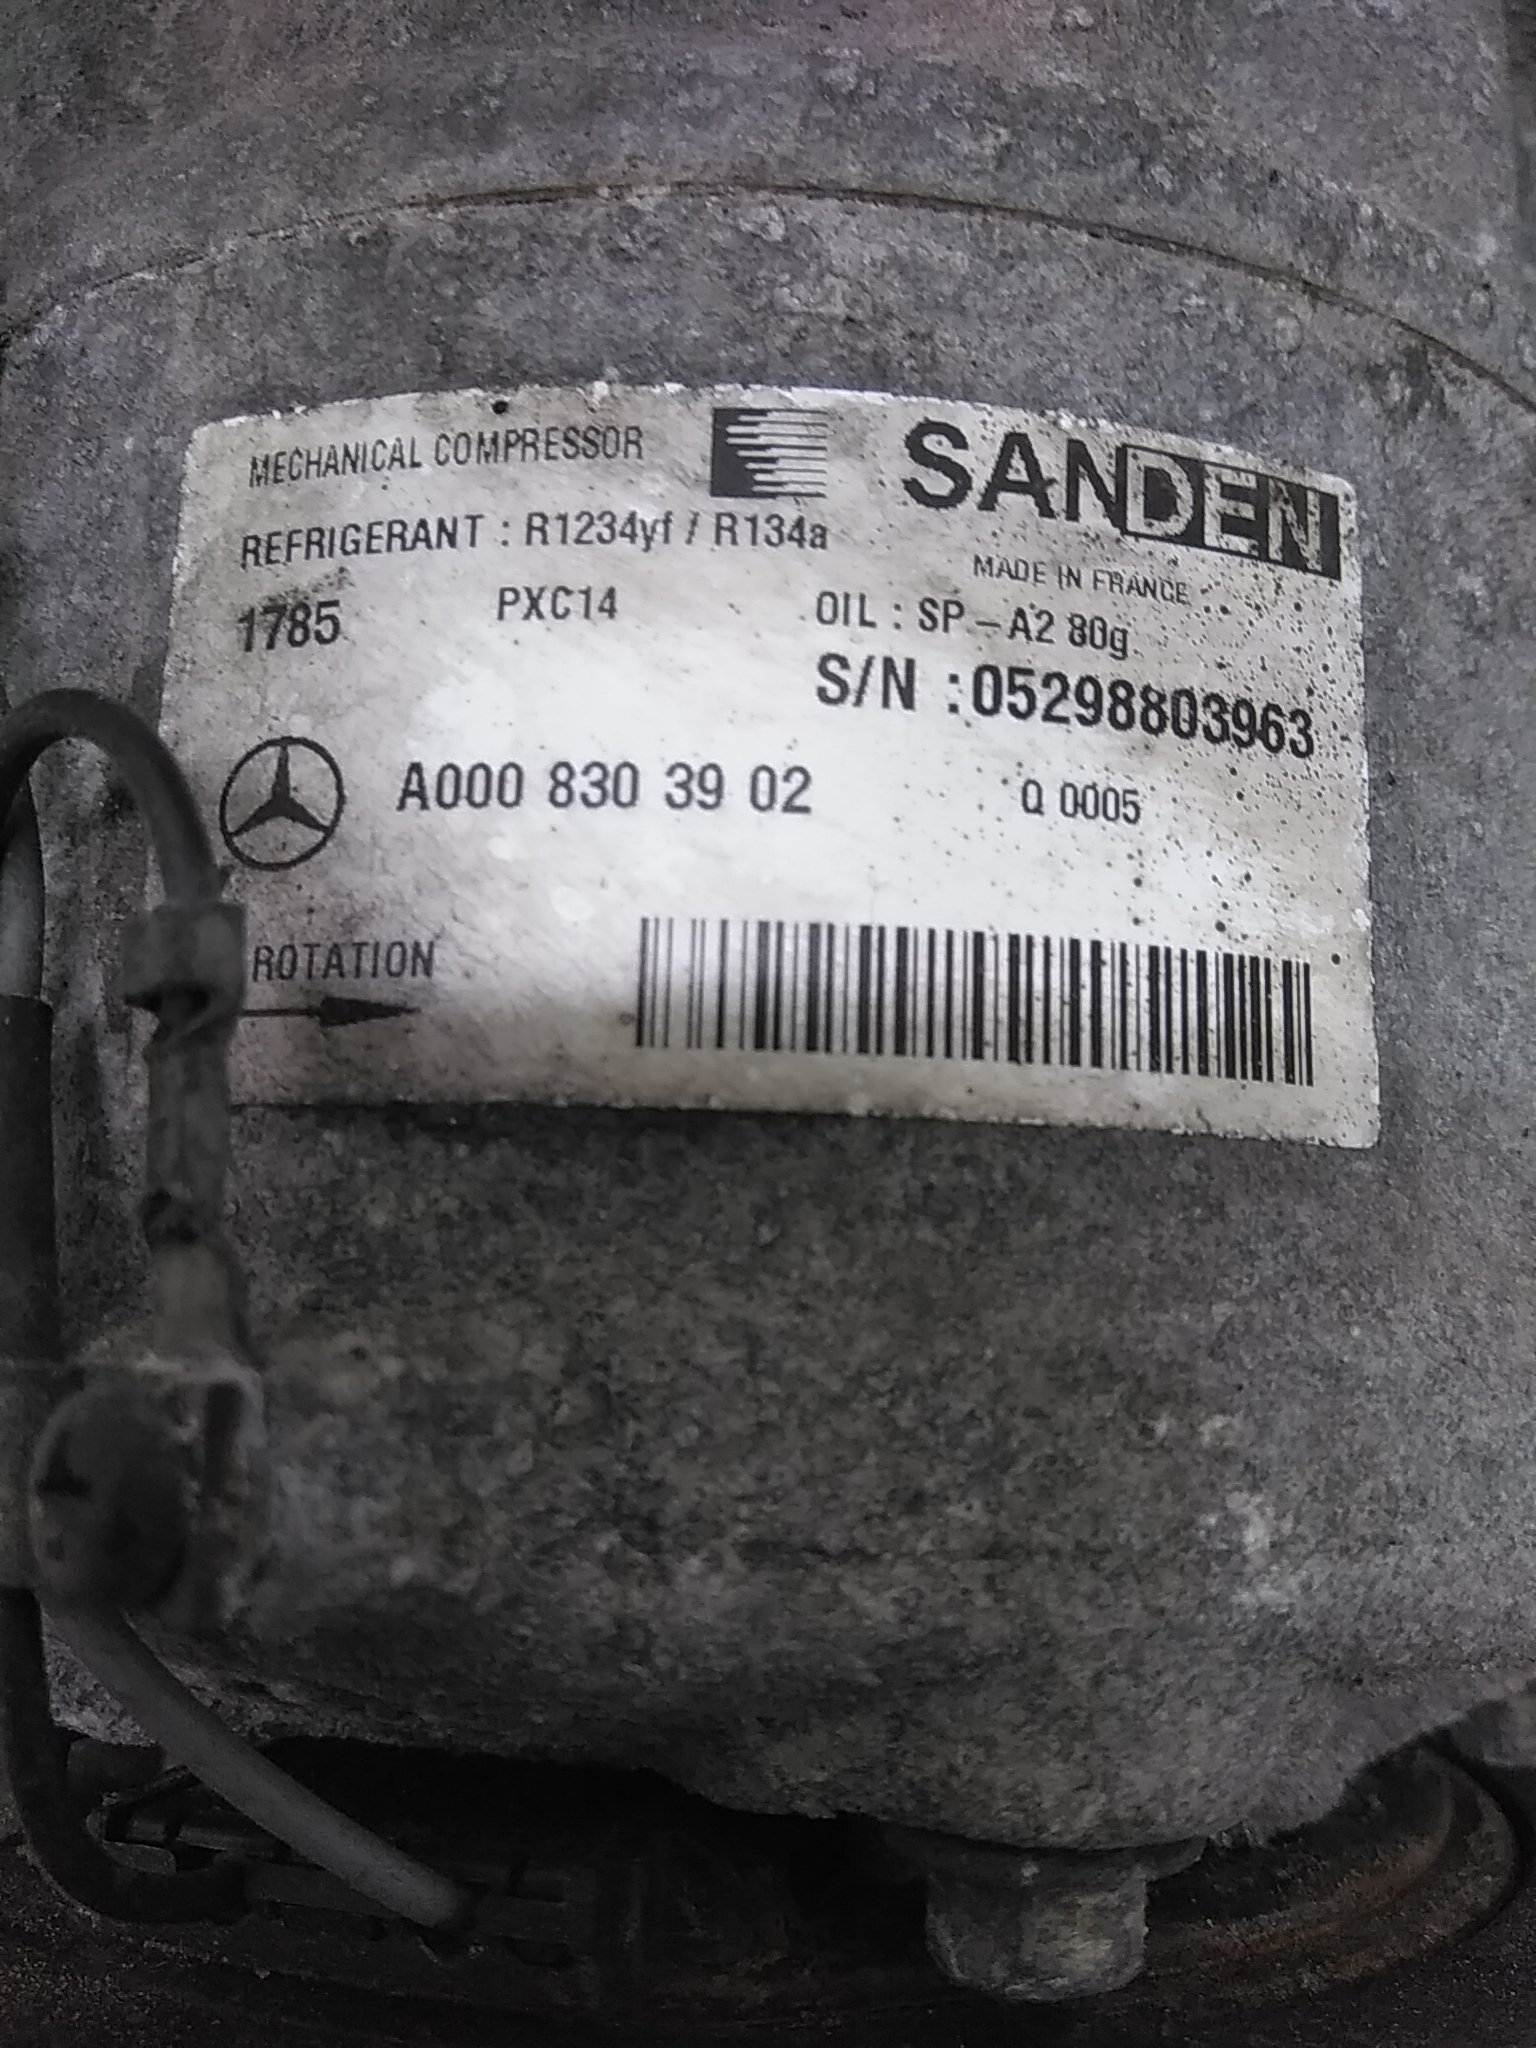 MECHANICAL COMPRESSOR
SANDEN
REFRIGERANT : R1234yf / R134a
MADE IN FRANCE
1785 PXC14 OIL : SP - A2 80g
S/N : 05298803963
A000 830 39 02 Q 0005
ROTATION